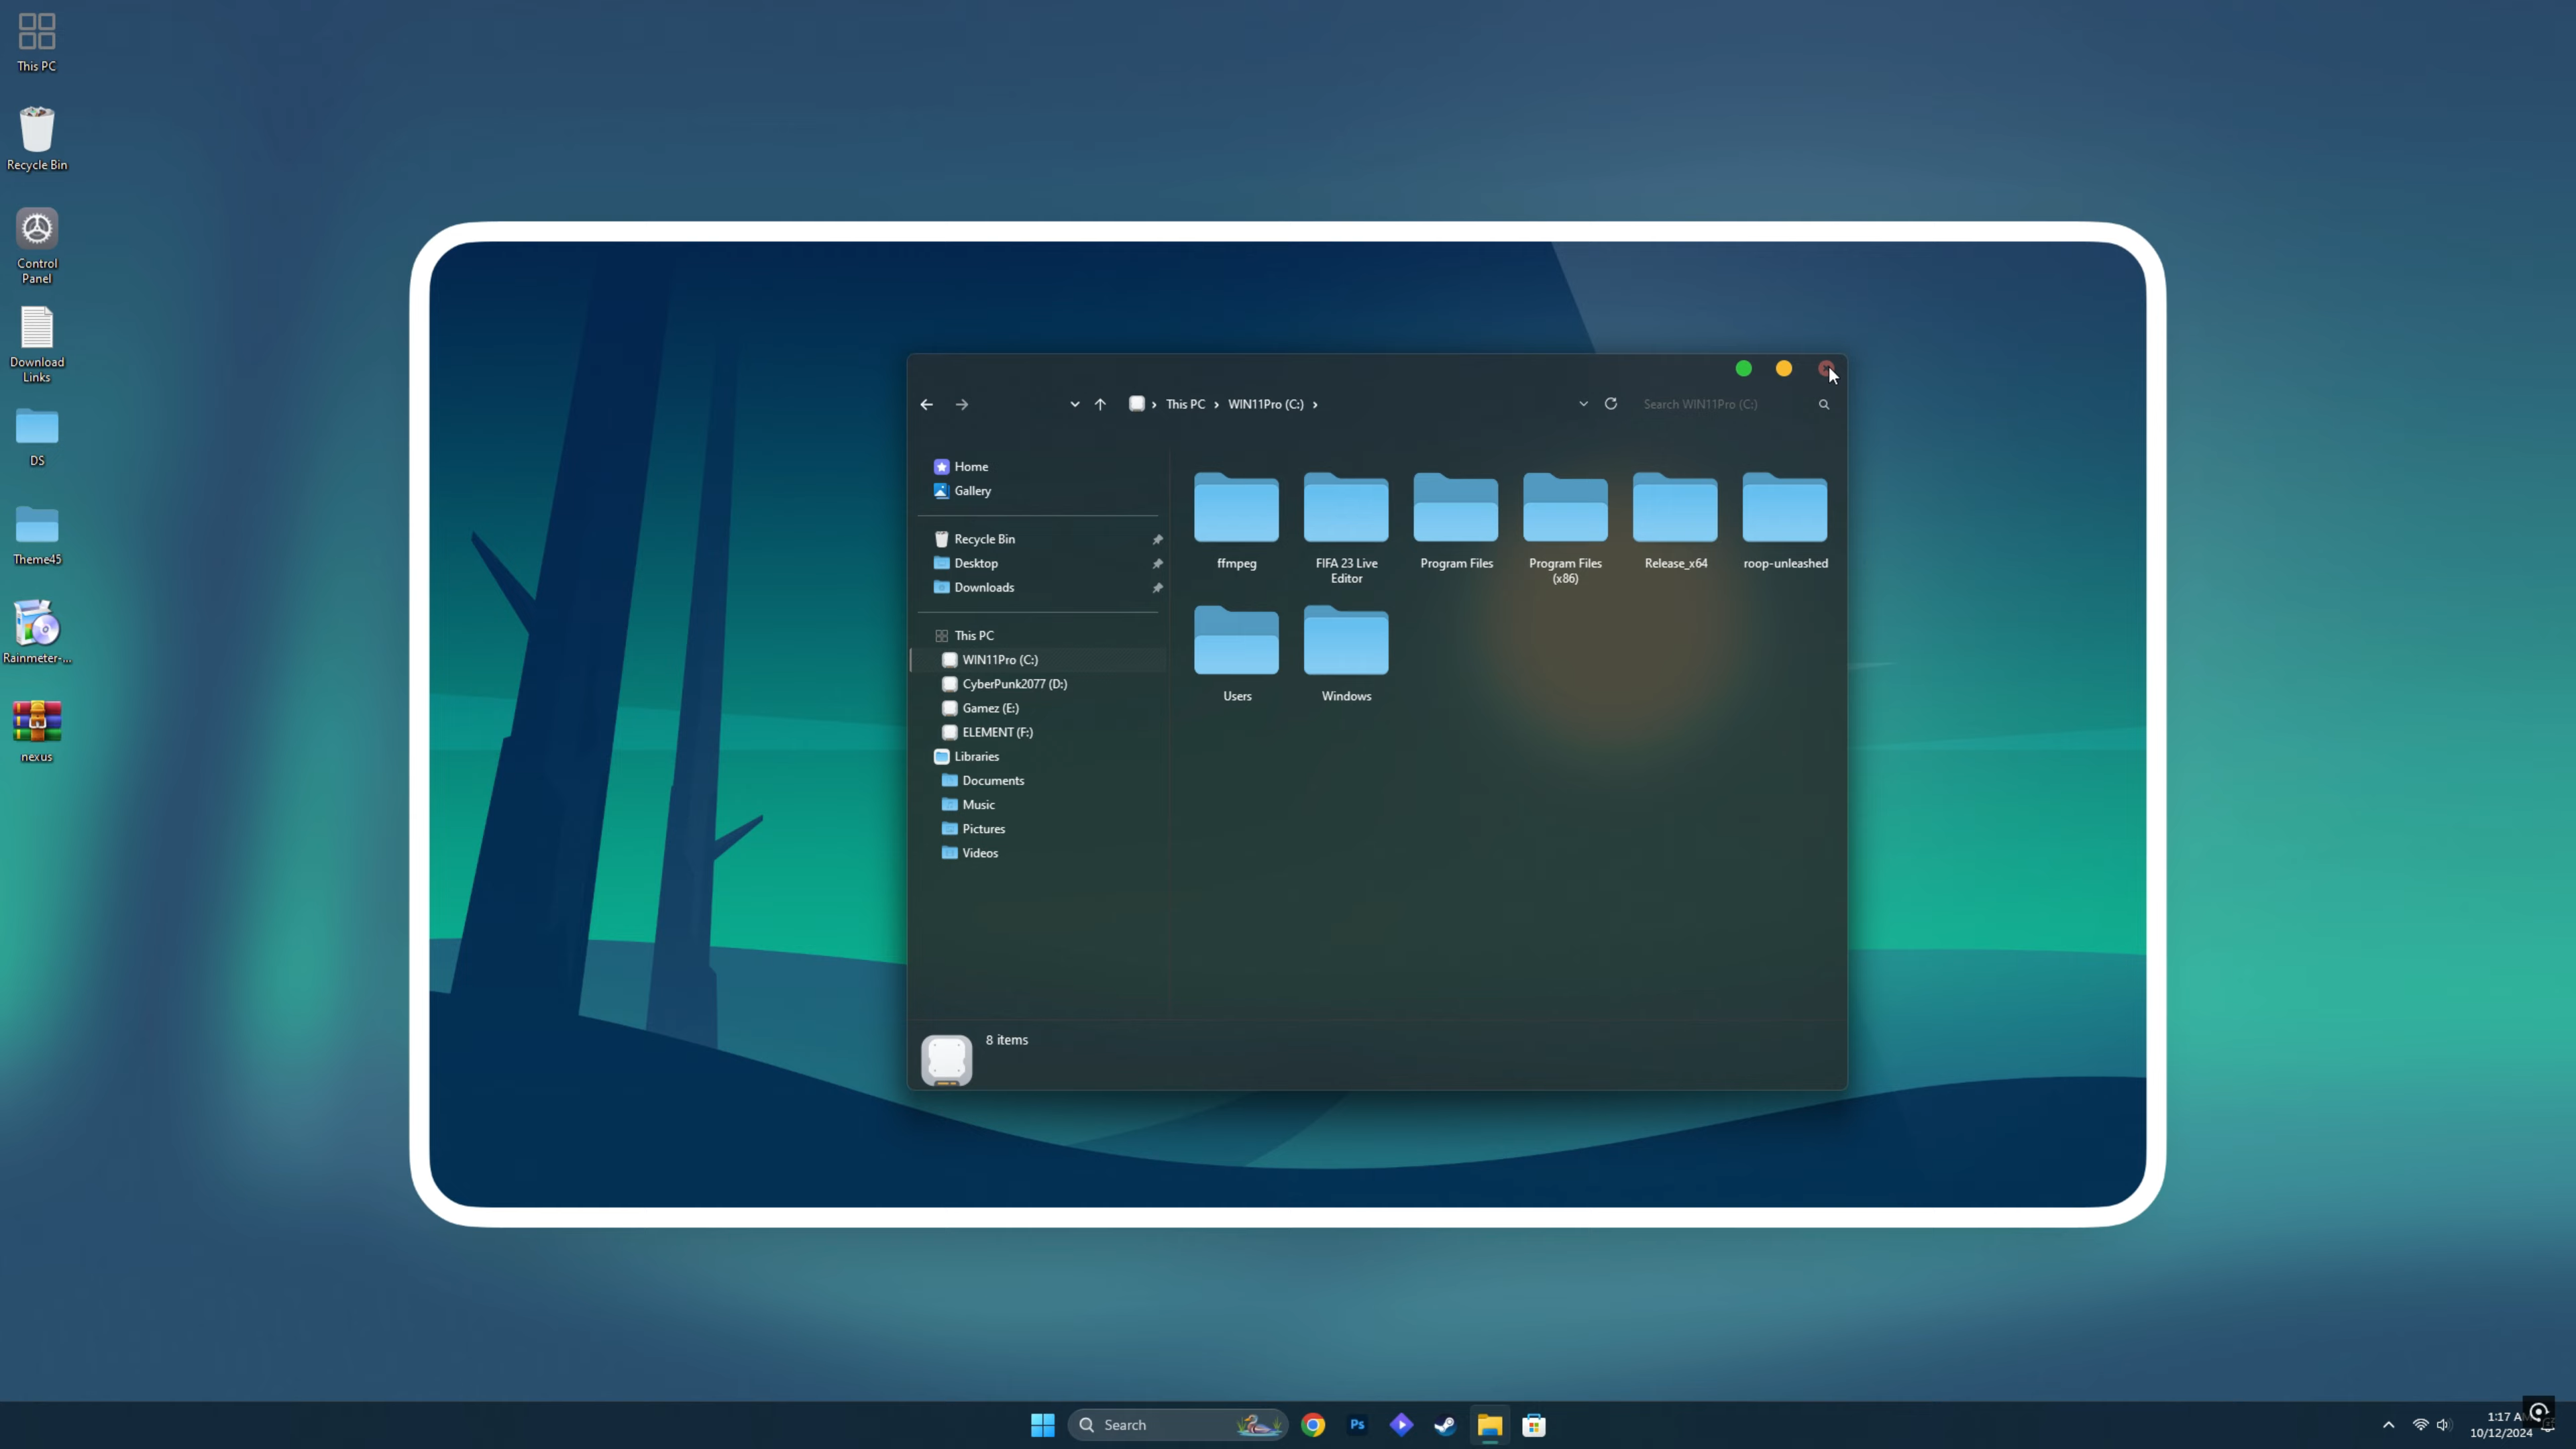 This PC
Recycle Bin
Control
Panel
Download
Links
DS
Theme45
Rainmeter-...
nexus
This PC
WIN11Pro (C:)
Search WIN11Pro (C:)
Home
Gallery
Recycle Bin
Desktop
Downloads
This PC
WIN11Pro (C:)
CyberPunk2077 (D:)
Gamez (E:)
ELEMENT (F:)
Libraries
Documents
Music
Pictures
Videos
ffmpeg
FIFA 23 Live
Editor
Program Files
Program Files
(x86)
Release_x64
roop-unleashed
Users
Windows
8 items
Search
Ps
1:17 A
10/12/2024